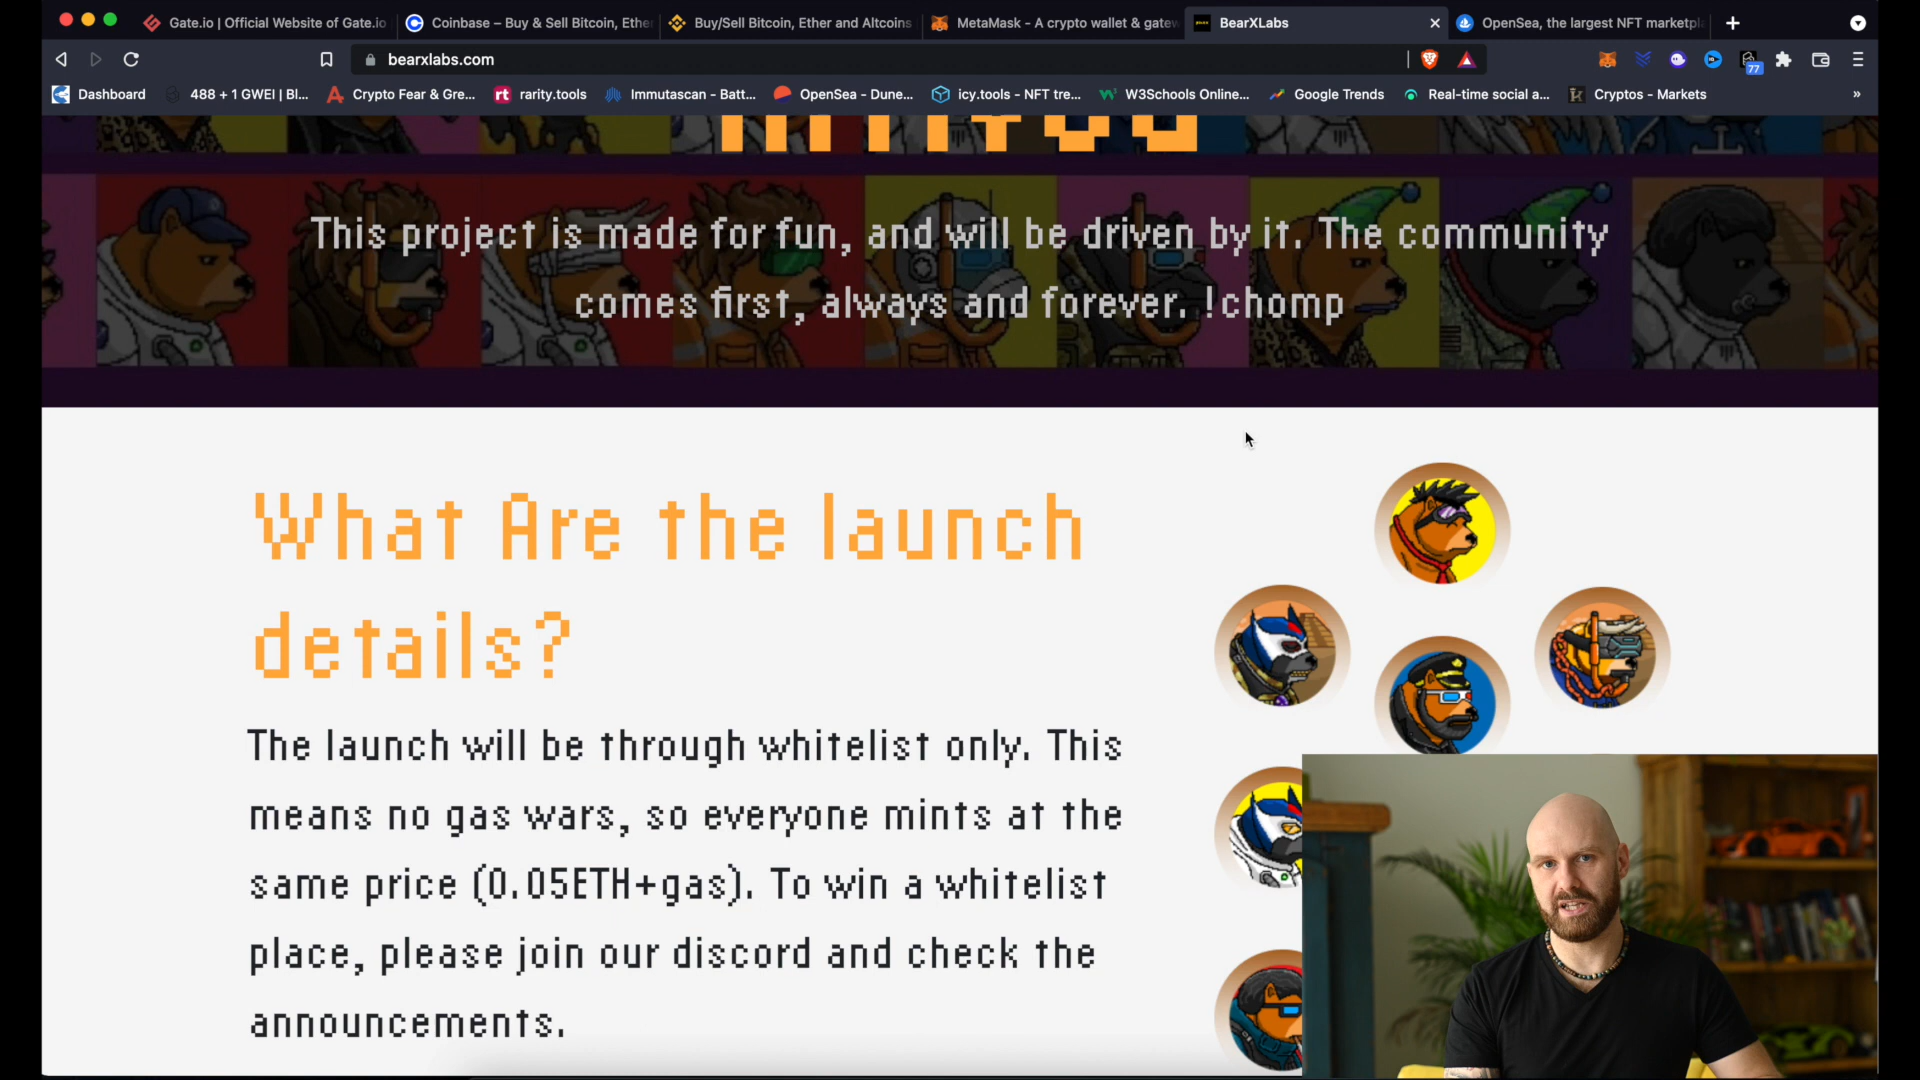 Gate.io | Official Website of Gate.io
Coinbase – Buy & Sell Bitcoin, Ethe
Buy/Sell Bitcoin, Ether and Altcoins
MetaMask - A crypto wallet & gatew
BearXLabs
OpenSea, the largest NFT marketpl
bearxlabs.com
77
Dashboard
488 + 1 GWEI | Bl...
Crypto Fear & Gre...
rt rarity.tools
Immutascan - Batt...
OpenSea - Dune...
icy.tools - NFT tre...
W3Schools Online...
Google Trends
Real-time social a...
Cryptos - Markets
»
This project is made for fun, and will be driven by it. The community
comes first, always and forever. !chomp
What Are the launch
details?
The launch will be through whitelist only. This
means no gas wars, so everyone mints at the
same price (0.05ETH+gas). To win a whitelist
place, please join our discord and check the
announcements.